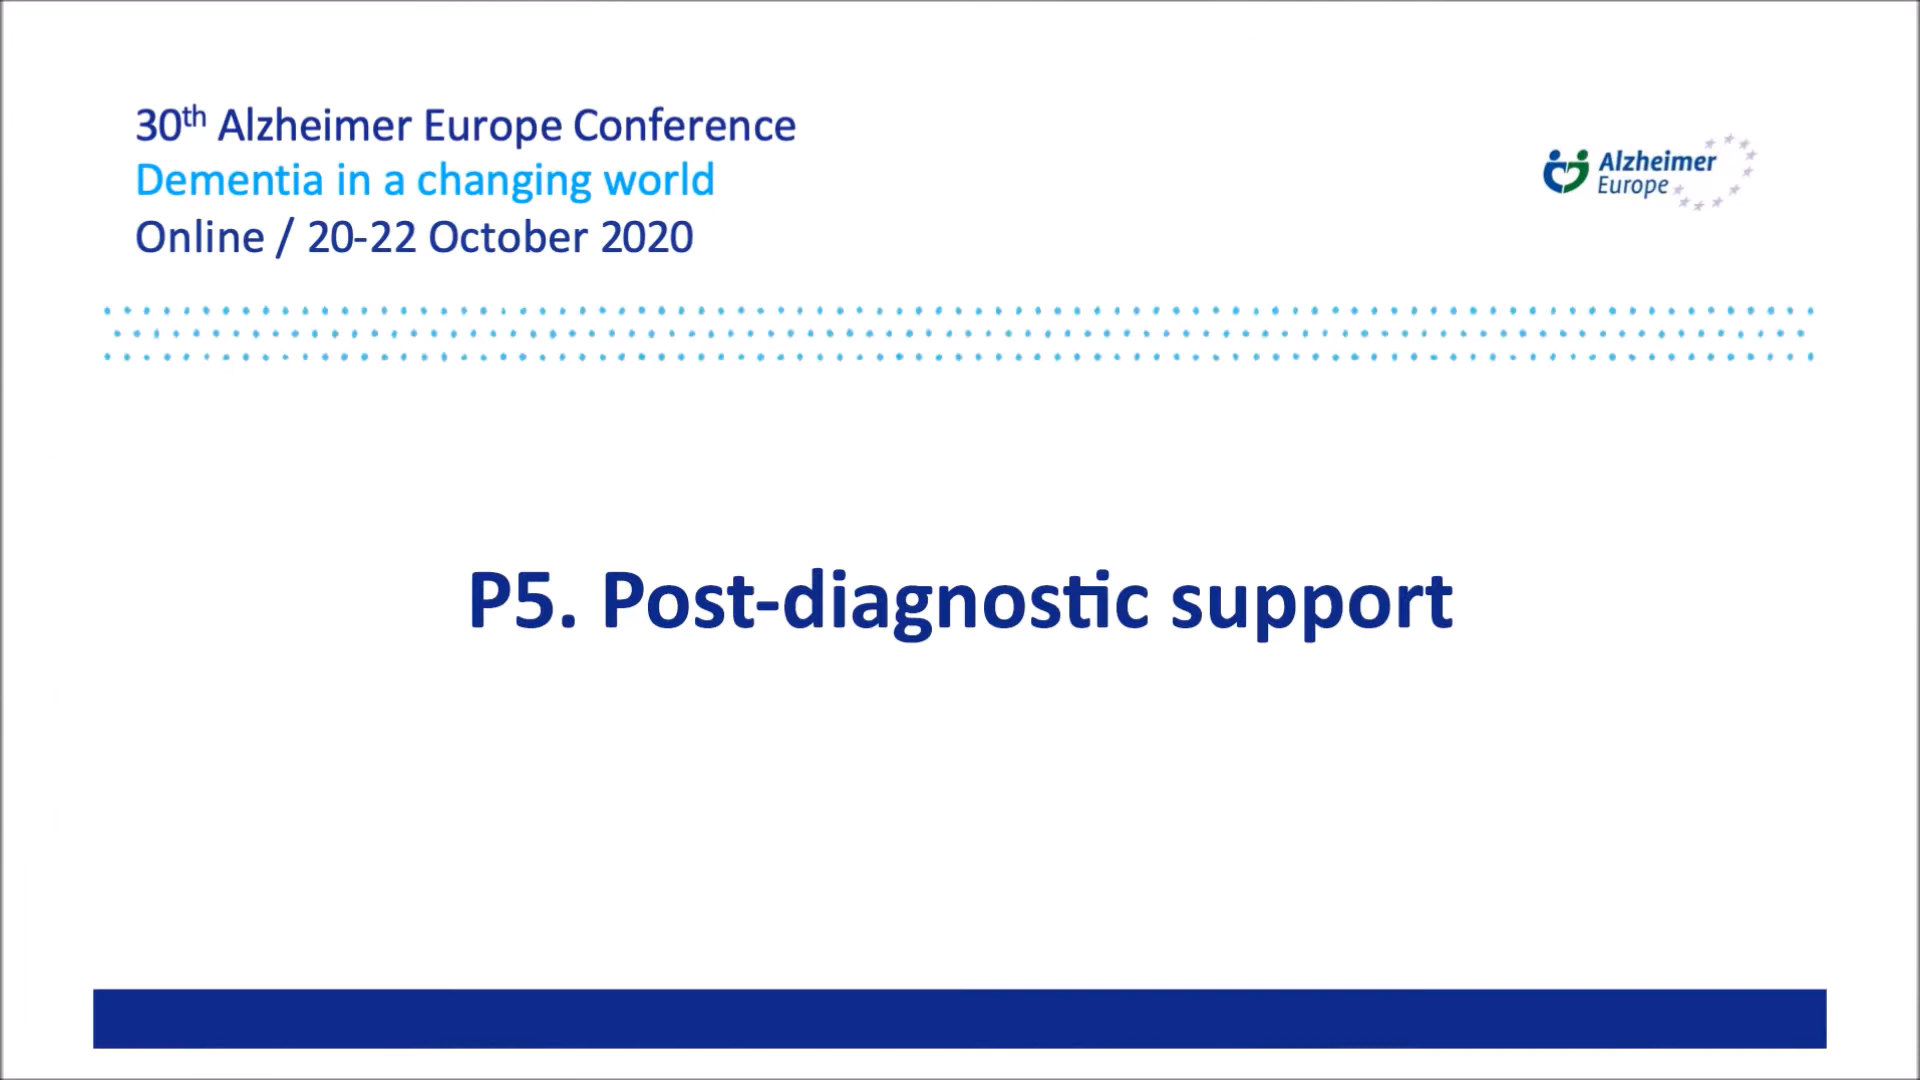 30th Alzheimer Europe Conference
Dementia in a changing world
Online / 20-22 October 2020
Alzheimer
Europe
P5. Post-diagnostic support